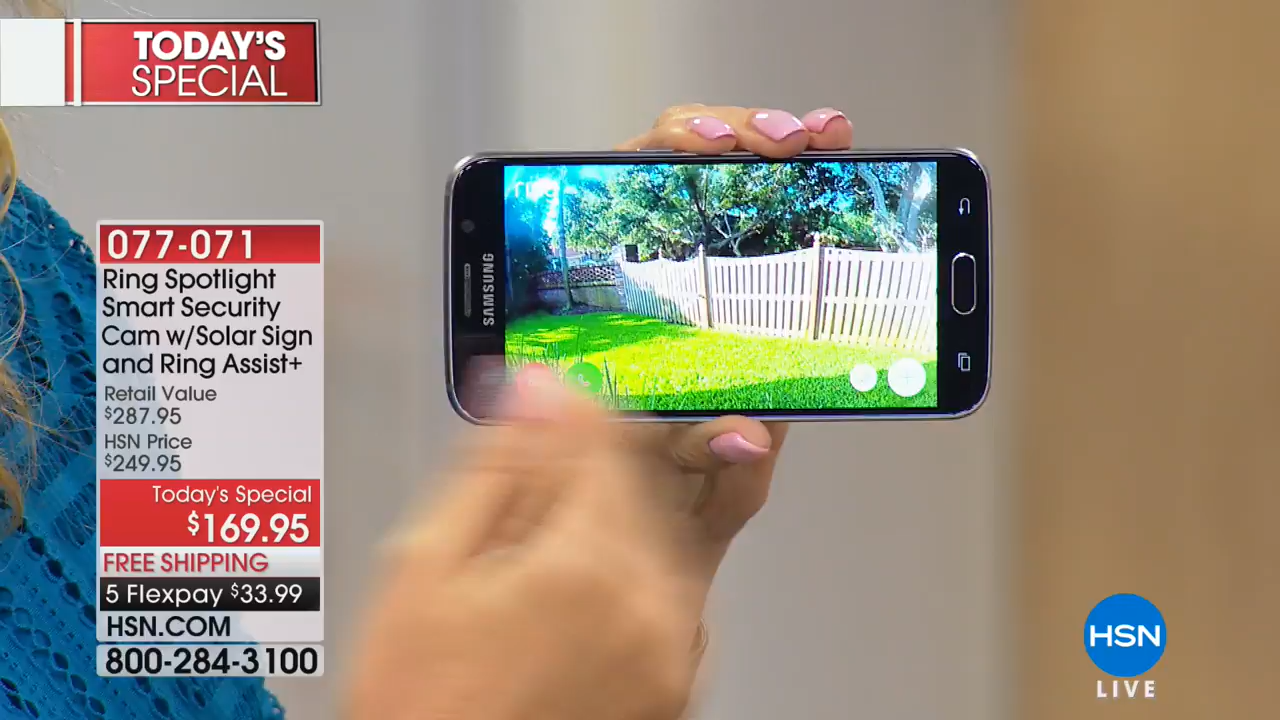 TODAY'S
SPECIAL
077-071
Ring Spotlight
Smart Security
Cam w/Solar Sign
and Ring Assist+
Retail Value
$287.95
HSN Price
$249.95
Today's Special
$169.95
FREE SHIPPING
5 Flexpay $33.99
HSN.COM
800-284-3100
ring
SAMSUNG
HSN
LIVE